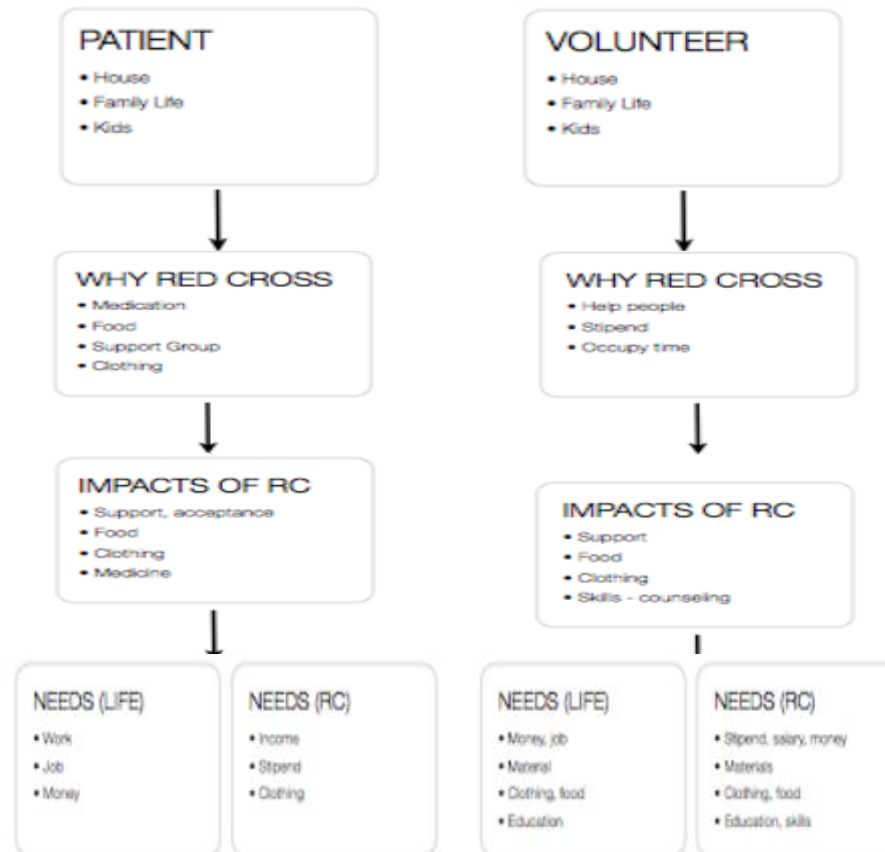 PATIENT
• House
• Family Life
• Kids
WHY RED CROSS
• Medication
• Food
• Support Group
• Clothing
IMPACTS OF RC
• Support, acceptance
• Food
• Clothing
• Medicine
NEEDS (LIFE)
• Work
• Job
• Money
NEEDS (RC)
• Income
• Stipend
• Clothing
VOLUNTEER
• House
• Family Life
• Kids
WHY RED CROSS
• Help people
• Stipend
• Occupy time
IMPACTS OF RC
• Support
• Food
• Clothing
• Skills - counseling
NEEDS (LIFE)
• Money, job
• Material
• Clothing, food
• Education
NEEDS (RC)
• Stipend, salary, money
• Materials
• Clothing, food
• Education, skills